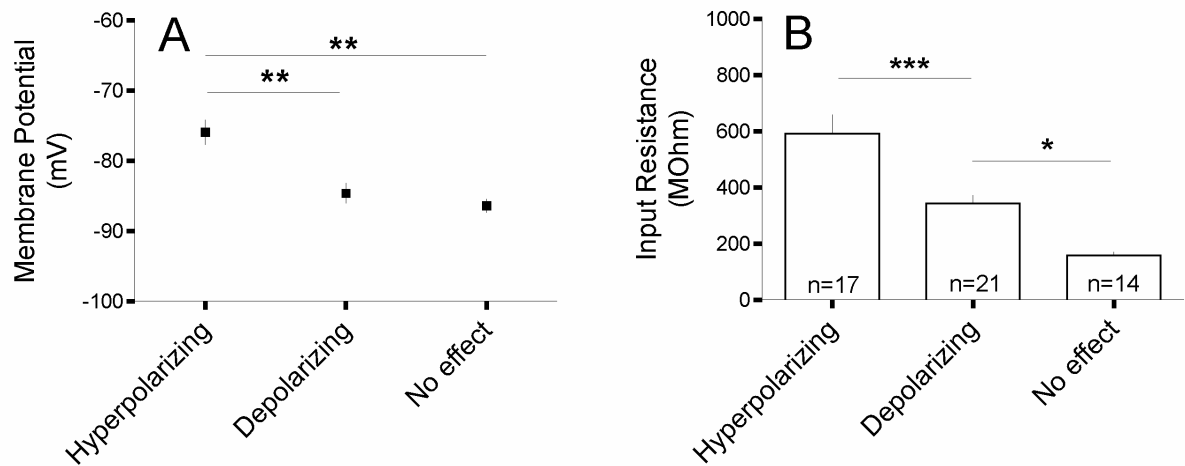 A
Membrane Potential
(mV)
-60
-70
-80
-90
-100
**
**
Hyperpolarizing
Depolarizing
No effect
B
Input Resistance
(MOhm)
1000
800
600
400
200
0
***
*
n=17
n=21
n=14
Hyperpolarizing
Depolarizing
No effect